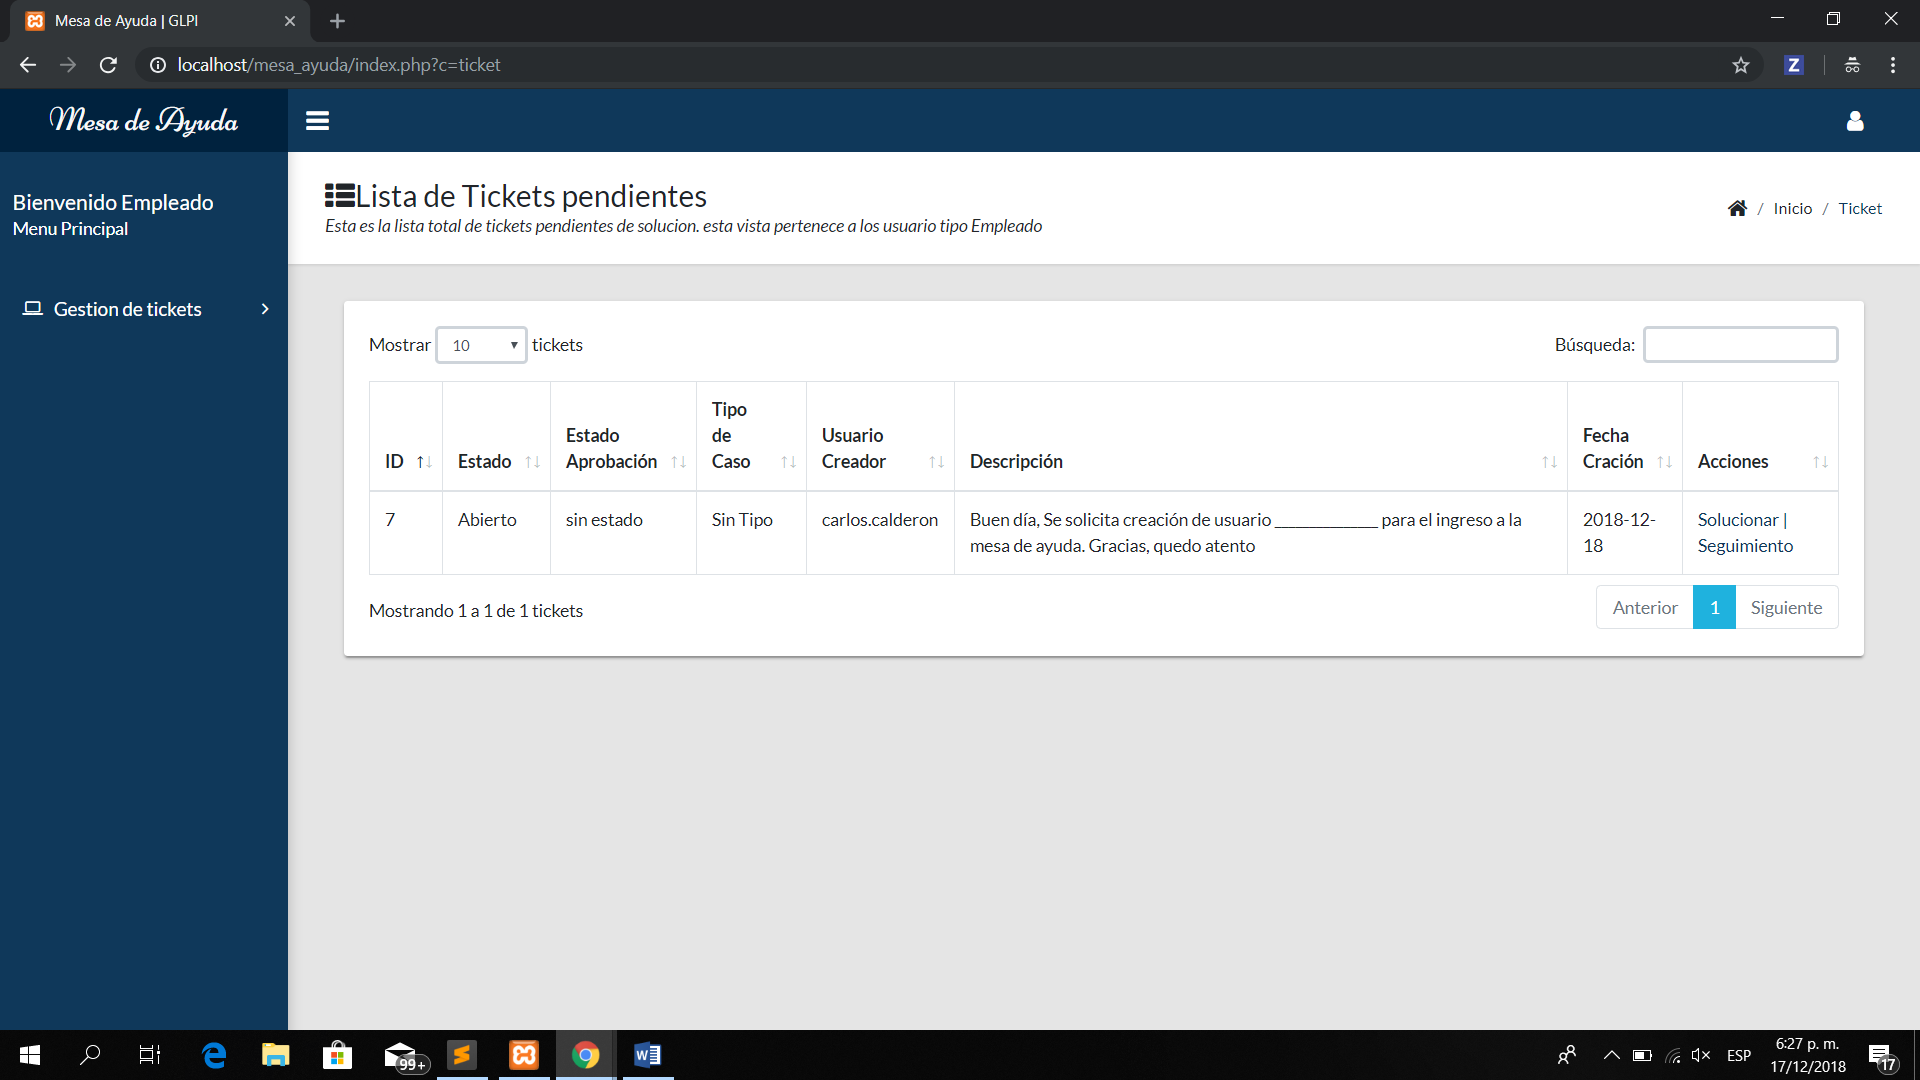 Mesa de Ayuda | GLPI
localhost/mesa_ayuda/index.php?c=ticket
Mesa de Ayuda
Bienvenido Empleado
Menu Principal
Gestion de tickets
Lista de Tickets pendientes
Esta es la lista total de tickets pendientes de solucion. esta vista pertenece a los usuario tipo Empleado
/ Inicio / Ticket
Mostrar 10 tickets
Búsqueda:
ID
Estado
Estado
Aprobación
Tipo
de
Caso
Usuario
Creador
Descripción
Fecha
Cración
Acciones
7
Abierto
sin estado
Sin Tipo
carlos.calderon
Buen día, Se solicita creación de usuario _______________ para el ingreso a la
mesa de ayuda. Gracias, quedo atento
2018-12-
18
Solucionar |
Seguimiento
Mostrando 1 a 1 de 1 tickets
Anterior 1 Siguiente
99+
ESP
6:27 p. m.
17/12/2018
17